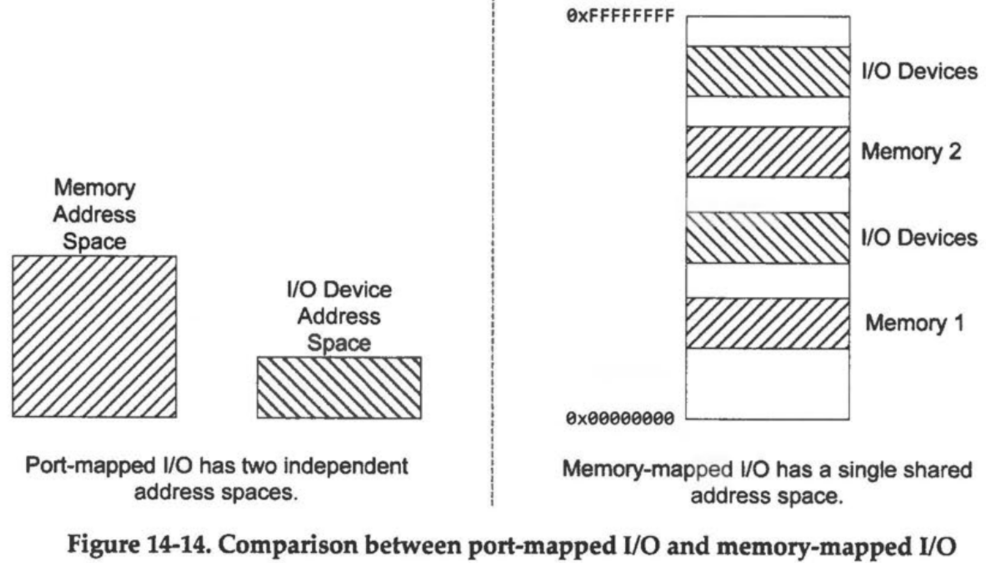 Memory
Address
Space
I/O Device
Address
Space
Port-mapped I/O has two independent
address spaces.
0xFFFFFFFF
I/O Devices
Memory 2
I/O Devices
Memory 1
0x00000000
Memory-mapped I/O has a single shared
address space.
Figure 14-14. Comparison between port-mapped I/O and memory-mapped I/O